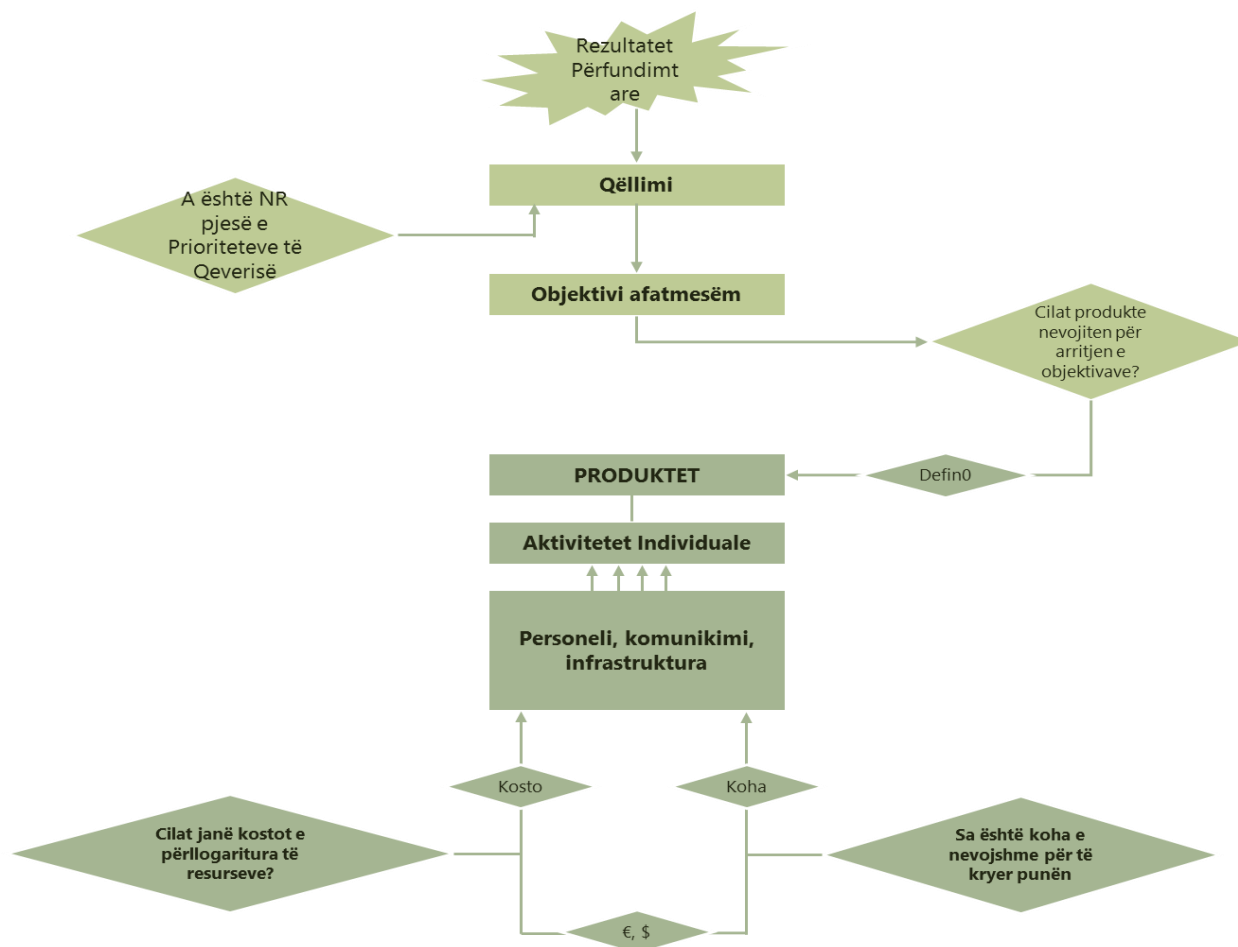 Rezultatet
Përfundimt
are
Qëllimi
A është NR
pjesë e
Prioriteteve të
Qeverisë
Objektivi afatmesëm
Cilat produkte
nevojiten për
arritjen e
objektivave?
PRODUKTET
Defin0
Aktivitetet Individuale
Personeli, komunikimi,
infrastruktura
Kosto
Koha
Cilat janë kostot e
përllogaritura të
resurseve?
Sa është koha e
nevojshme për të
kryer punën
€, $